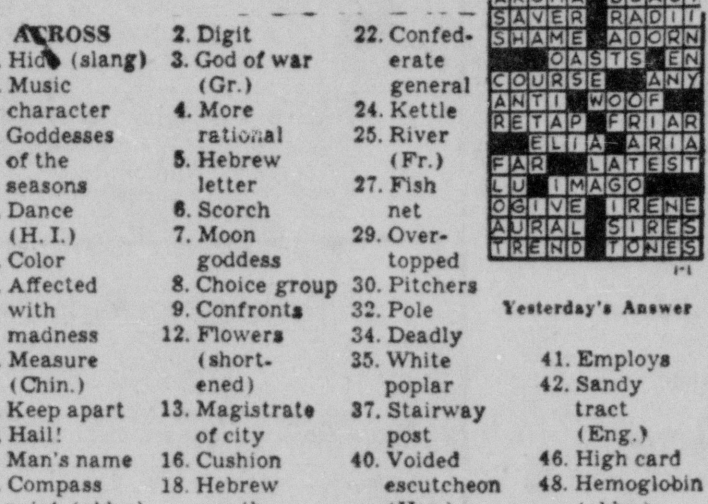 ACROSS
Hide (slang)
Music
character
Goddesses
of the
seasons
Dance
(H. I.)
Color
Affected
with
madness
Measure
(Chin.)
Keep apart
Hail!
Man's name
Compass
2. Digit
3. God of war
(Gr.)
4. More
rational
5. Hebrew
letter
6. Scorch
7. Moon
goddess
8. Choice group
9. Confronts
12. Flowers
(short-
ened)
13. Magistrate
of city
16. Cushion
18. Hebrew
22. Confed-
erate
general
24. Kettle
25. River
(Fr.)
27. Fish
net
29. Over-
topped
30. Pitchers
32. Pole
34. Deadly
35. White
poplar
37. Stairway
post
40. Voided
escutcheon
SAVER RADII
SHAME ADORN
OASTS EN
COURSE ANY
ANTI WOOF
RETAP FRIAR
ELIA ARIA
FAR LATEST
LU IMAGO
OGIVE IRENE
AURAL SIRES
TREND TONES
1-1
Yesterday's Answer
41. Employs
42. Sandy
tract
(Eng.)
46. High card
48. Hemoglobin